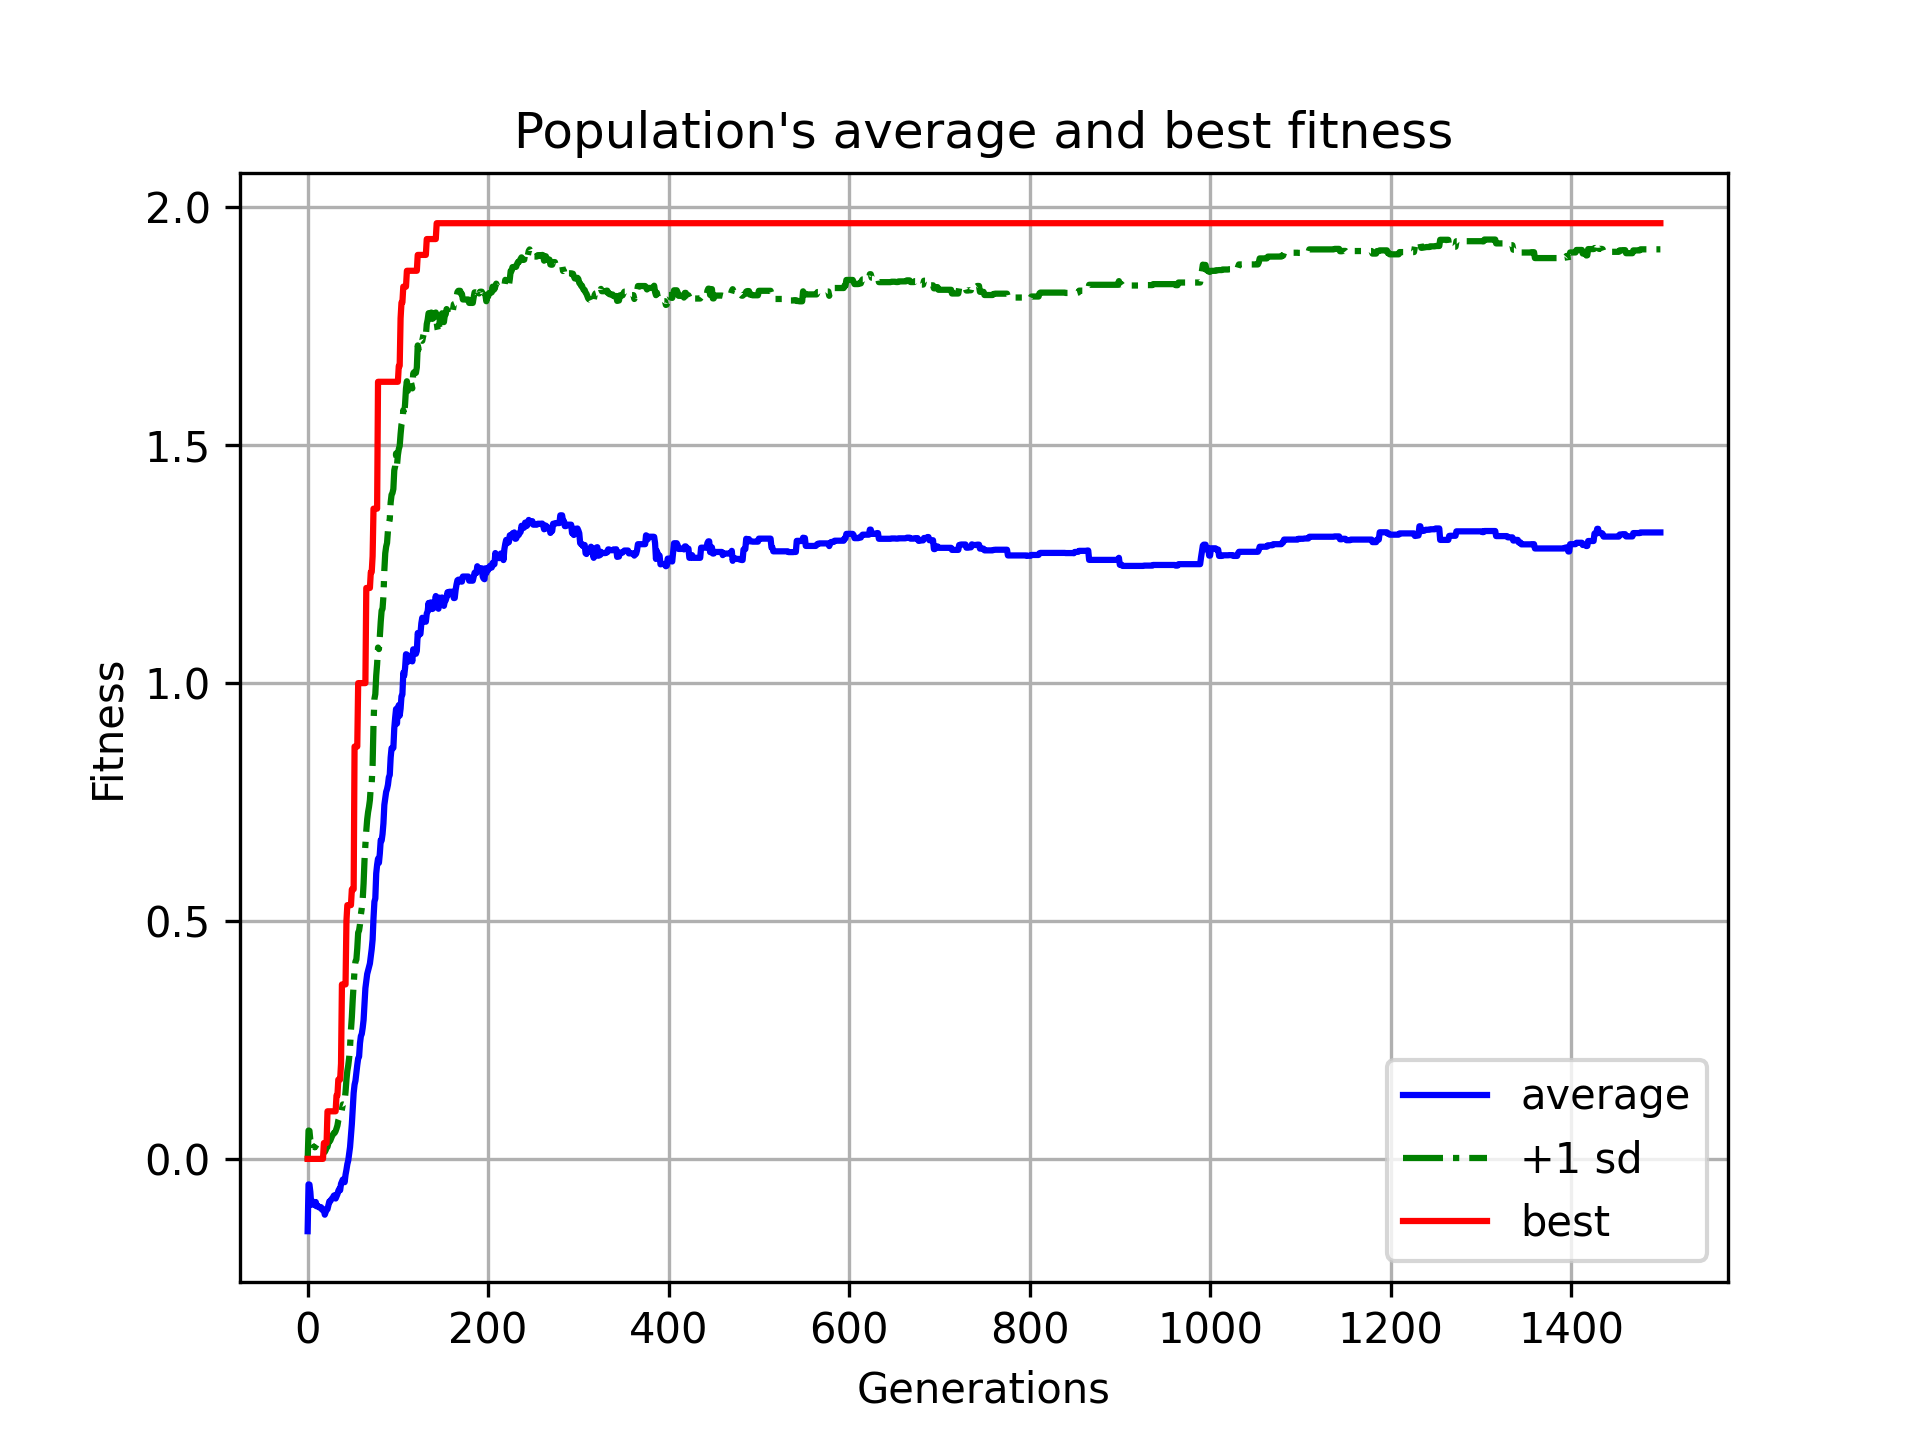 Population's average and best fitness
Fitness
2.0
1.5
1.0
0.5
0.0
0 200 400 600 800 1000 1200 1400
Generations
average
+1 sd
best